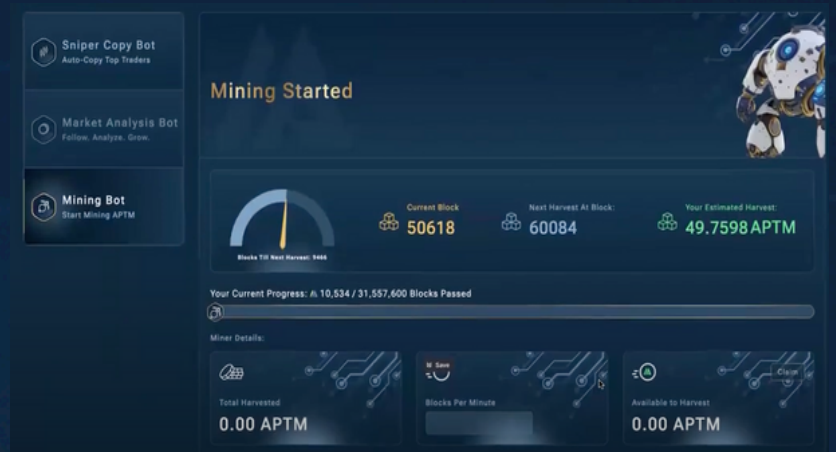 Sniper Copy Bot
Auto-Copy Top Traders
Market Analysis Bot
Follow. Analyze. Grow.
Mining Bot
Start Mining APTM
Mining Started
Blocks Till Next Harvest: 9466
Current Block
50618
Next Harvest At Block:
60084
Your Estimated Harvest:
49.7598 APTM
Your Current Progress: 10,534 / 31,557,600 Blocks Passed
Miner Details:
Total Harvested
0.00 APTM
Save
Blocks Per Minute
Claim
Available to Harvest
0.00 APTM